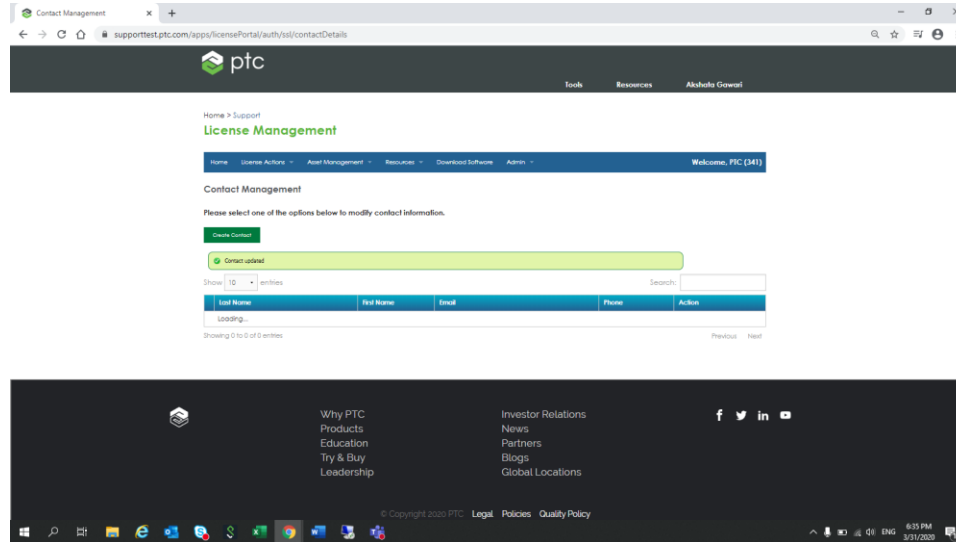 Contact Management
supporttest.ptc.com/apps/licensePortal/auth/ssl/contactDetails
ptc
Tools Resources Akshata Gawari
Home > Support
License Management
Home License Actions Asset Management Resources Download Software Admin Welcome, PTC (341)
Contact Management
Please select one of the options below to modify contact information.
Create Contact
Contact updated
Show 10 entries Search:
Last Name First Name Email Phone Action
Loading...
Showing 0 to 0 of 0 entries Previous Next
Why PTC Investor Relations
Products News
Education Partners
Try & Buy Blogs
Leadership Global Locations
© Copyright 2020 PTC Legal Policies Quality Policy
ENG 6:35 PM
3/31/2020